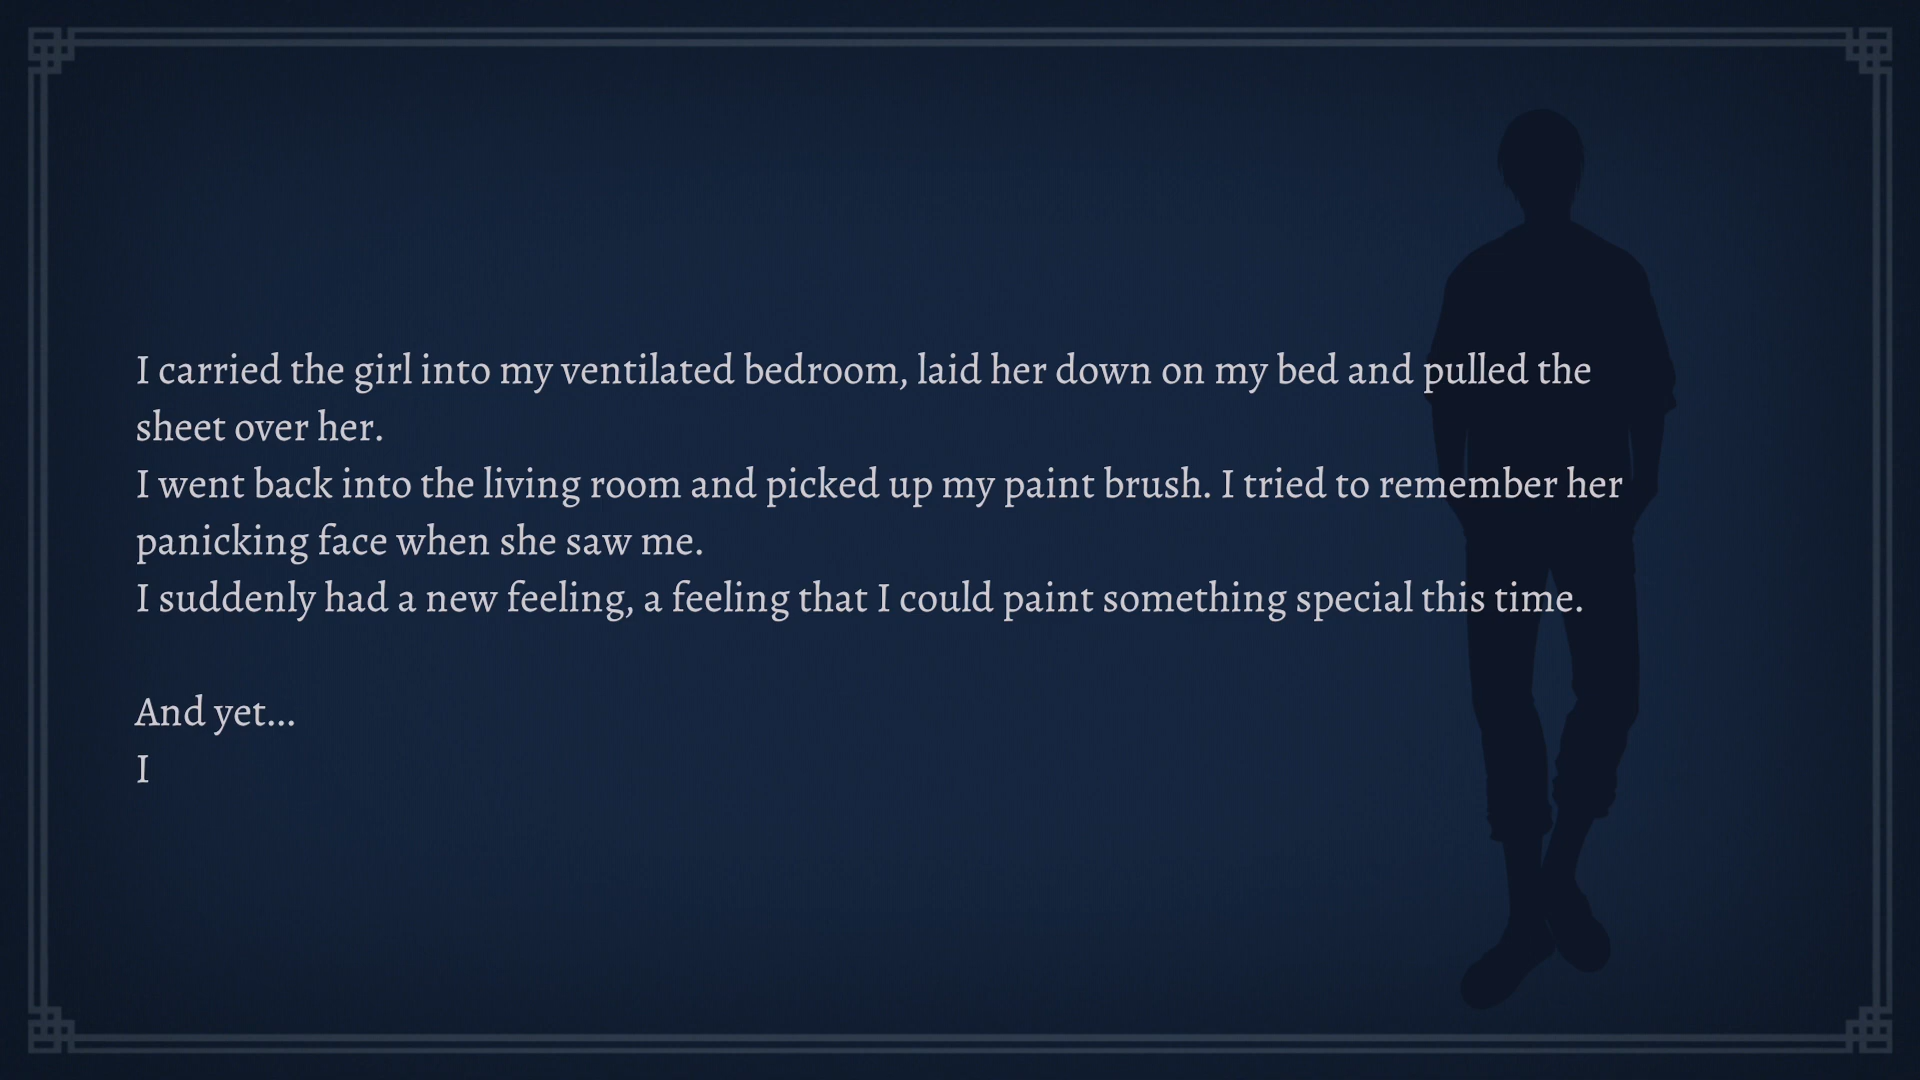 I carried the girl into my ventilated bedroom, laid her down on my bed and pulled the
sheet over her.
I went back into the living room and picked up my paint brush. I tried to remember her
panicking face when she saw me.
I suddenly had a new feeling, a feeling that I could paint something special this time.
And yet...
I